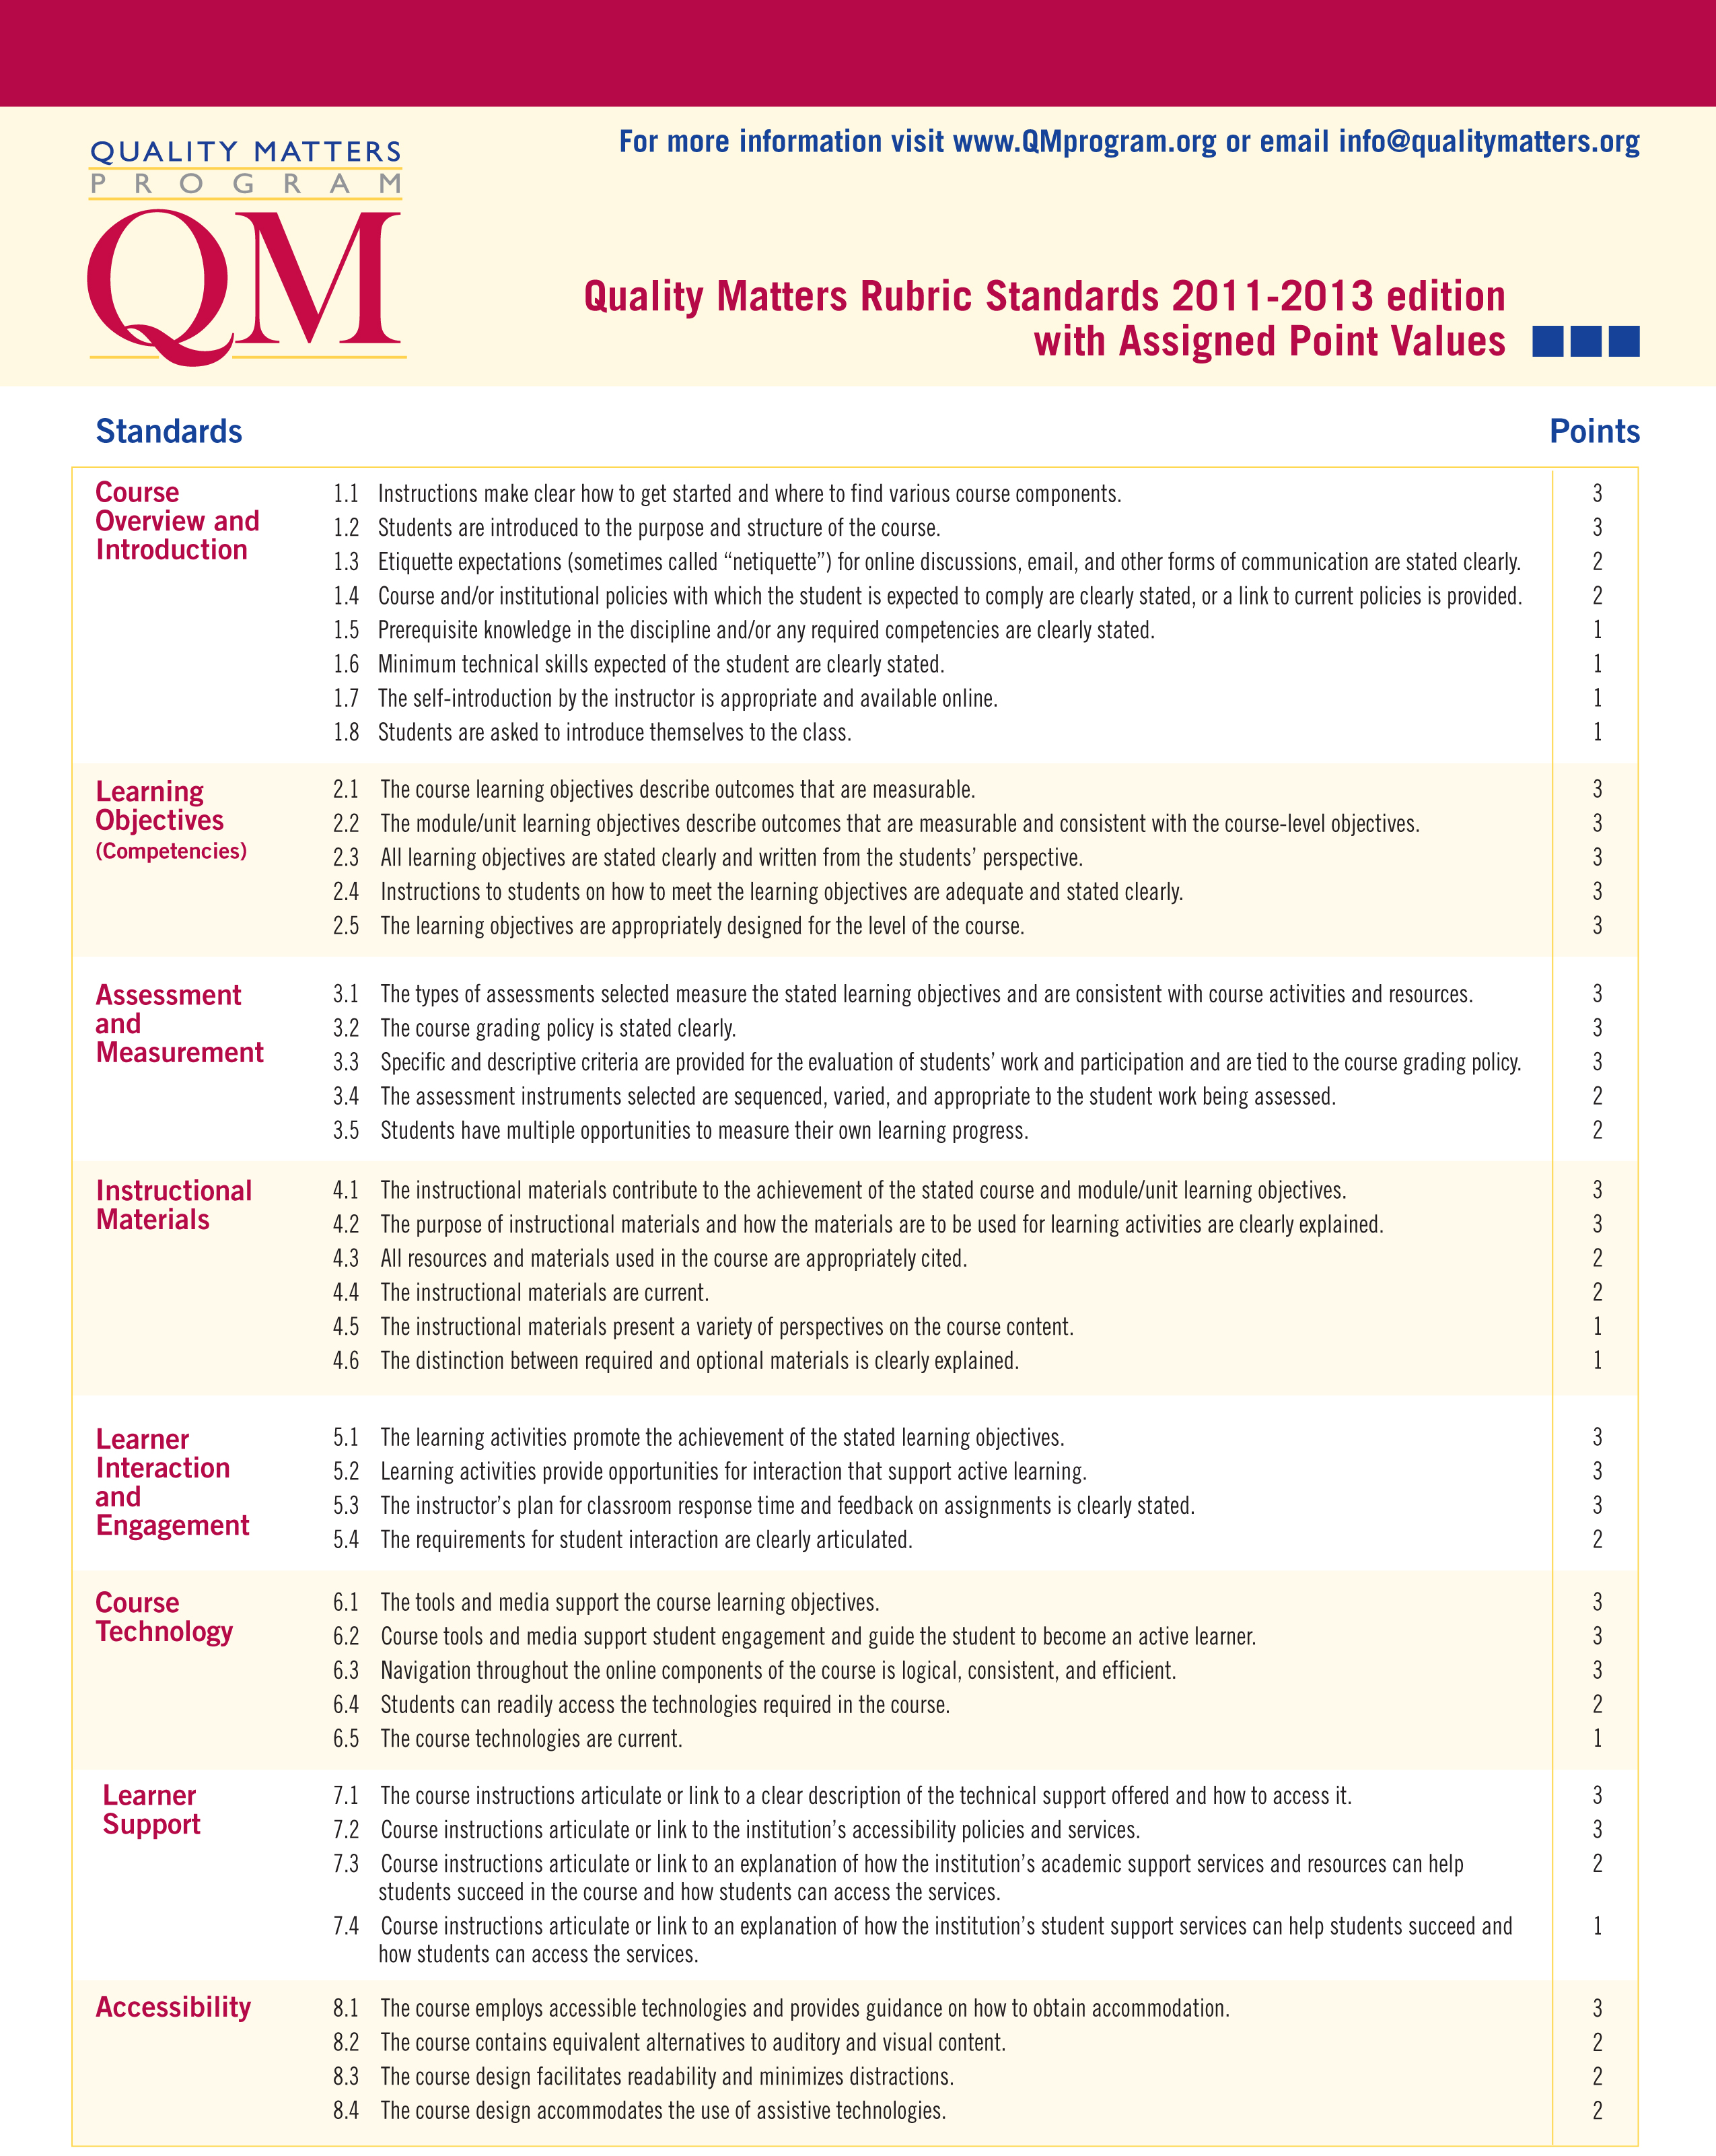 QUALITY MATTERS
PROGRAM
QM
For more information visit www.QMprogram.org or email info@qualitymatters.org
Quality Matters Rubric Standards 2011-2013 edition
with Assigned Point Values
Standards Points
Course
Overview and
Introduction
1.1 Instructions make clear how to get started and where to find various course components. 3
1.2 Students are introduced to the purpose and structure of the course. 3
1.3 Etiquette expectations (sometimes called “netiquette”) for online discussions, email, and other forms of communication are stated clearly. 2
1.4 Course and/or institutional policies with which the student is expected to comply are clearly stated, or a link to current policies is provided. 2
1.5 Prerequisite knowledge in the discipline and/or any required competencies are clearly stated. 1
1.6 Minimum technical skills expected of the student are clearly stated. 1
1.7 The self-introduction by the instructor is appropriate and available online. 1
1.8 Students are asked to introduce themselves to the class. 1
Learning
Objectives
(Competencies)
2.1 The course learning objectives describe outcomes that are measurable. 3
2.2 The module/unit learning objectives describe outcomes that are measurable and consistent with the course-level objectives. 3
2.3 All learning objectives are stated clearly and written from the students’ perspective. 3
2.4 Instructions to students on how to meet the learning objectives are adequate and stated clearly. 3
2.5 The learning objectives are appropriately designed for the level of the course. 3
Assessment
and
Measurement
3.1 The types of assessments selected measure the stated learning objectives and are consistent with course activities and resources. 3
3.2 The course grading policy is stated clearly. 3
3.3 Specific and descriptive criteria are provided for the evaluation of students’ work and participation and are tied to the course grading policy. 3
3.4 The assessment instruments selected are sequenced, varied, and appropriate to the student work being assessed. 2
3.5 Students have multiple opportunities to measure their own learning progress. 2
Instructional
Materials
4.1 The instructional materials contribute to the achievement of the stated course and module/unit learning objectives. 3
4.2 The purpose of instructional materials and how the materials are to be used for learning activities are clearly explained. 3
4.3 All resources and materials used in the course are appropriately cited. 2
4.4 The instructional materials are current. 2
4.5 The instructional materials present a variety of perspectives on the course content. 1
4.6 The distinction between required and optional materials is clearly explained. 1
Learner
Interaction
and
Engagement
5.1 The learning activities promote the achievement of the stated learning objectives. 3
5.2 Learning activities provide opportunities for interaction that support active learning. 3
5.3 The instructor’s plan for classroom response time and feedback on assignments is clearly stated. 3
5.4 The requirements for student interaction are clearly articulated. 2
Course
Technology
6.1 The tools and media support the course learning objectives. 3
6.2 Course tools and media support student engagement and guide the student to become an active learner. 3
6.3 Navigation throughout the online components of the course is logical, consistent, and efficient. 3
6.4 Students can readily access the technologies required in the course. 2
6.5 The course technologies are current. 1
Learner
Support
7.1 The course instructions articulate or link to a clear description of the technical support offered and how to access it. 3
7.2 Course instructions articulate or link to the institution’s accessibility policies and services. 3
7.3 Course instructions articulate or link to an explanation of how the institution’s academic support services and resources can help 2
students succeed in the course and how students can access the services.
7.4 Course instructions articulate or link to an explanation of how the institution’s student support services can help students succeed and 1
how students can access the services.
Accessibility
8.1 The course employs accessible technologies and provides guidance on how to obtain accommodation. 3
8.2 The course contains equivalent alternatives to auditory and visual content. 2
8.3 The course design facilitates readability and minimizes distractions. 2
8.4 The course design accommodates the use of assistive technologies. 2